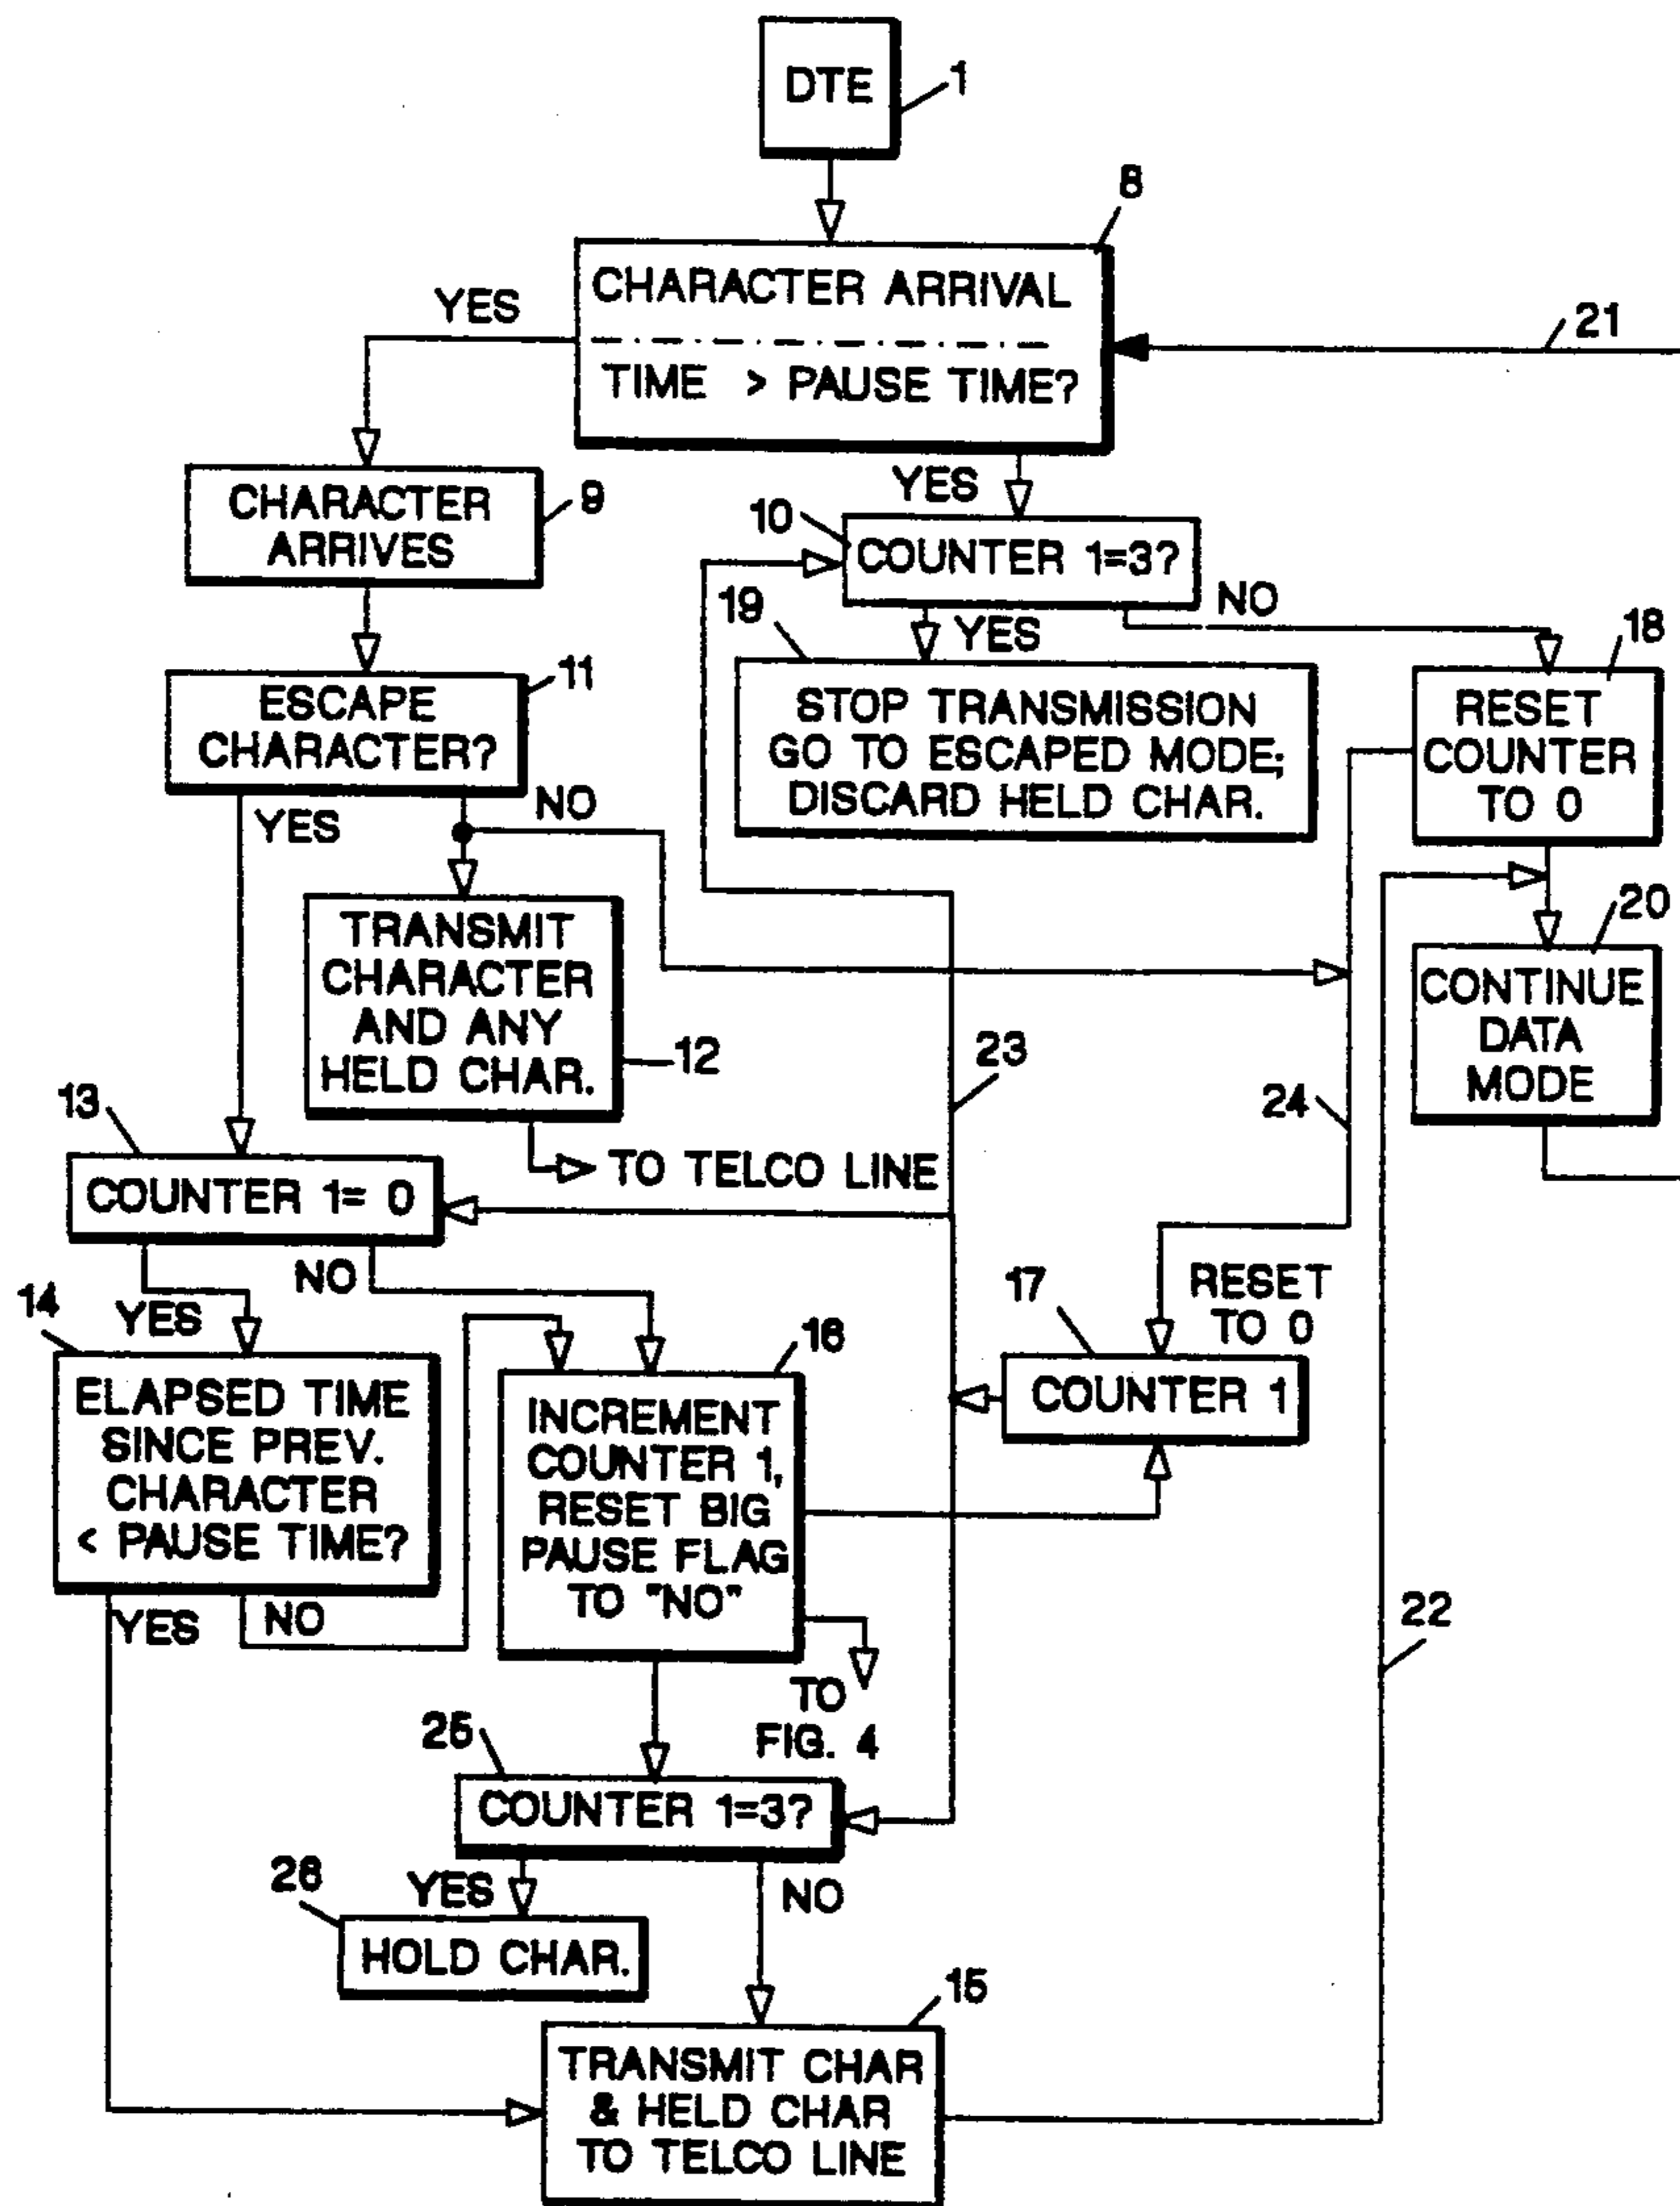 DTE
1
8
CHARACTER ARRIVAL
TIME > PAUSE TIME?
YES
21
YES
CHARACTER
ARRIVES
9
10
COUNTER 1=3?
19
YES
NO
18
ESCAPE
CHARACTER?
11
STOP TRANSMISSION
GO TO ESCAPED MODE;
DISCARD HELD CHAR.
RESET
COUNTER
TO 0
YES
NO
TRANSMIT
CHARACTER
AND ANY
HELD CHAR.
12
20
CONTINUE
DATA
MODE
23
24
13
TO TELCO LINE
COUNTER 1= 0
NO
YES
14
17
RESET
TO 0
16
ELAPSED TIME
SINCE PREV.
CHARACTER
< PAUSE TIME?
INCREMENT
COUNTER 1,
RESET BIG
PAUSE FLAG
TO "NO"
COUNTER 1
YES
NO
22
TO
FIG. 4
25
COUNTER 1=3?
26
YES
NO
HOLD CHAR.
15
TRANSMIT CHAR
& HELD CHAR
TO TELCO LINE